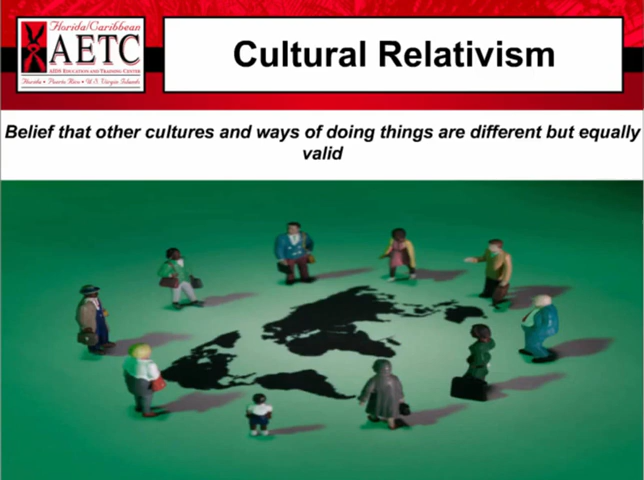 Florida/Caribbean
AETC
AIDS EDUCATION AND TRAINING CENTER
Florida • Puerto Rico • U.S. Virgin Islands
Cultural Relativism
Belief that other cultures and ways of doing things are different but equally
valid